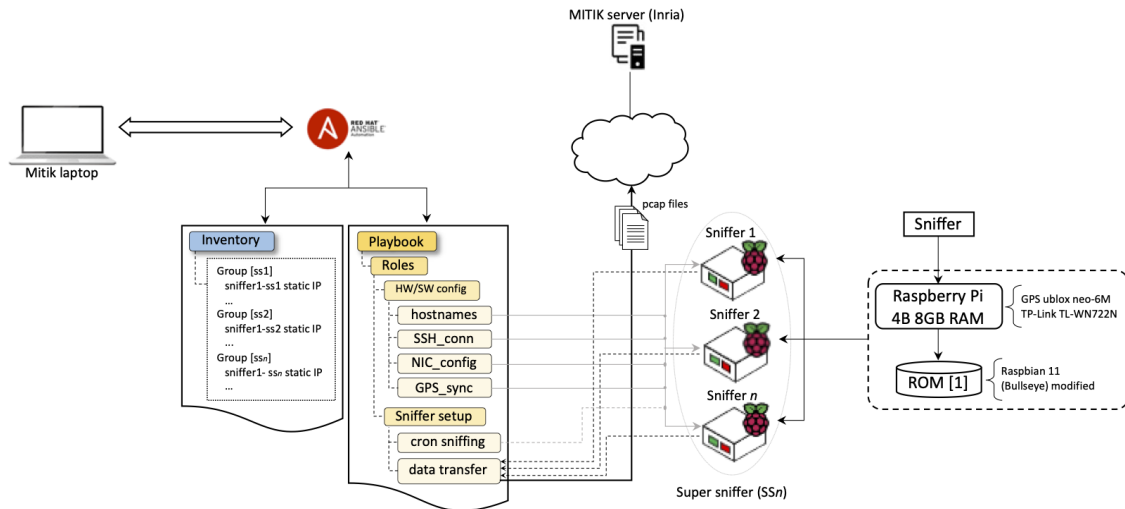 MITIK server (Inria)
RED HAT
ANSIBLE
Automation
Mitik laptop
pcap files
Inventory
Group [ss1]
sniffer1-ss1 static IP
...
Group [ss2]
sniffer1-ss2 static IP
...
Group [ssn]
sniffer1- ssn static IP
...
Playbook
Roles
HW/SW config
hostnames
SSH_conn
NIC_config
GPS_sync
Sniffer setup
cron sniffing
data transfer
Sniffer 1
Sniffer 2
Sniffer n
Super sniffer (SSn)
Sniffer
Raspberry Pi
4B 8GB RAM
GPS ublox neo-6M
TP-Link TL-WN722N
ROM [1]
Raspbian 11
(Bullseye) modified